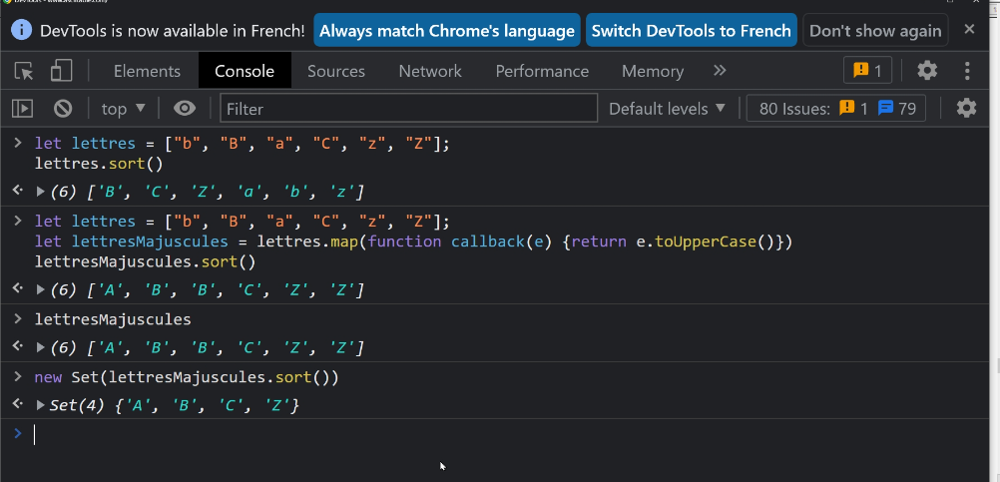 DevTools is now available in French! Always match Chrome's language Switch DevTools to French Don't show again
Elements Console Sources Network Performance Memory 1
top Filter Default levels 80 Issues: 1 79
let lettres = ["b", "B", "a", "C", "z", "Z"];
lettres.sort()
(6) ['B', 'C', 'Z', 'a', 'b', 'z']
let lettres = ["b", "B", "a", "C", "z", "Z"];
let lettresMajuscules = lettres.map(function callback(e) {return e.toUpperCase()})
lettresMajuscules.sort()
(6) ['A', 'B', 'B', 'C', 'Z', 'Z']
lettresMajuscules
(6) ['A', 'B', 'B', 'C', 'Z', 'Z']
new Set(lettresMajuscules.sort())
Set(4) {'A', 'B', 'C', 'Z'}